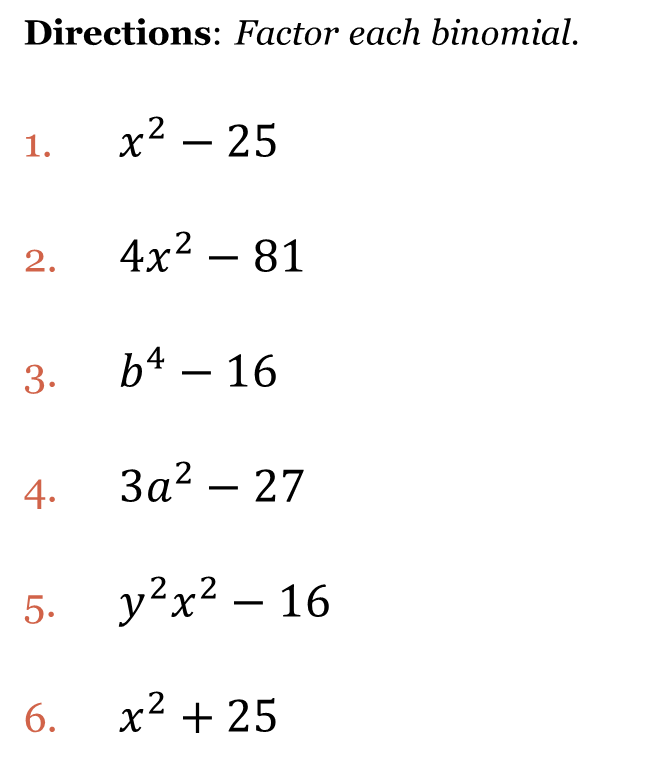 Directions: Factor each binomial.
1. x² − 25
2. 4x² − 81
3. b⁴ − 16
4. 3a² − 27
5. y²x² − 16
6. x² + 25